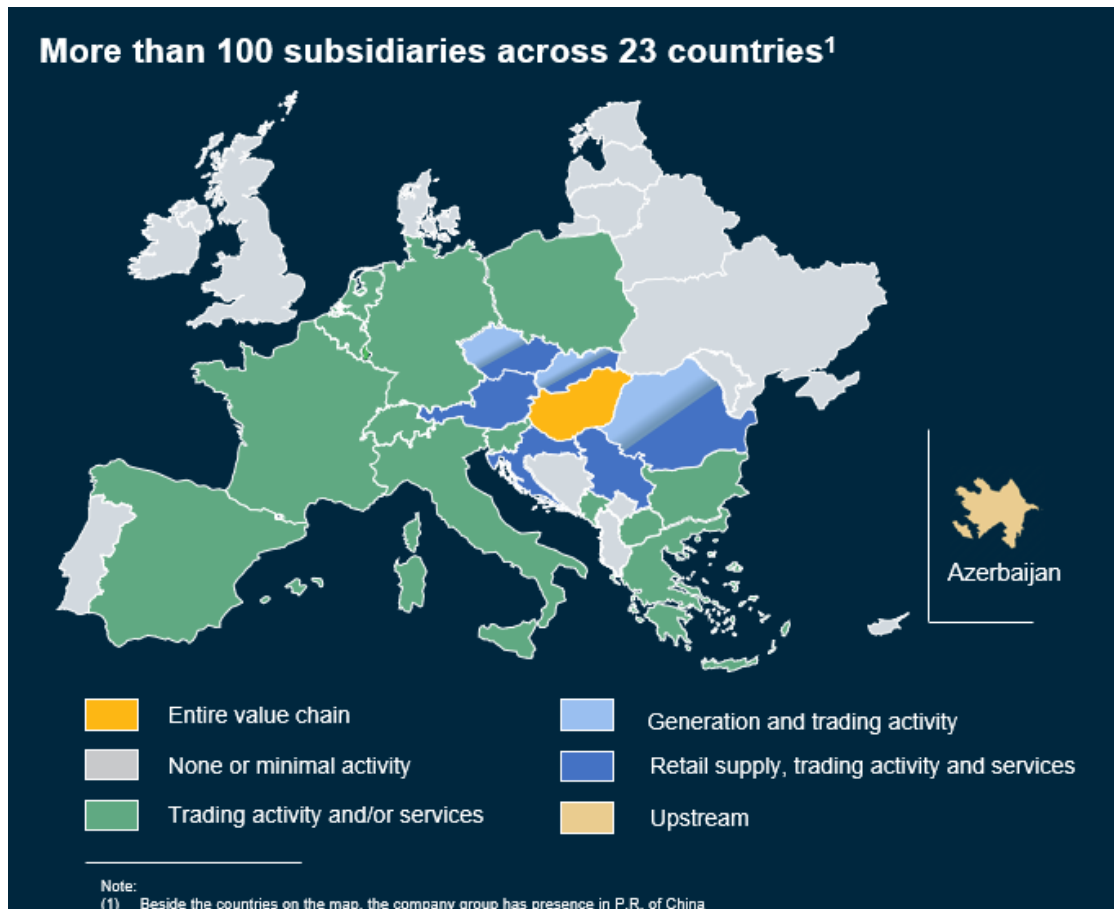 More than 100 subsidiaries across 23 countries¹
Azerbaijan
Entire value chain
Generation and trading activity
None or minimal activity
Retail supply, trading activity and services
Trading activity and/or services
Upstream
Note:
(1) Beside the countries on the map, the company group has presence in P.R. of China